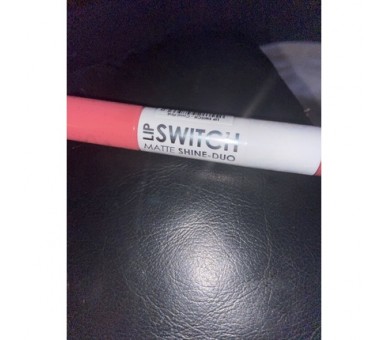 LIP
SWITCH
MATTE SHINE-DUO